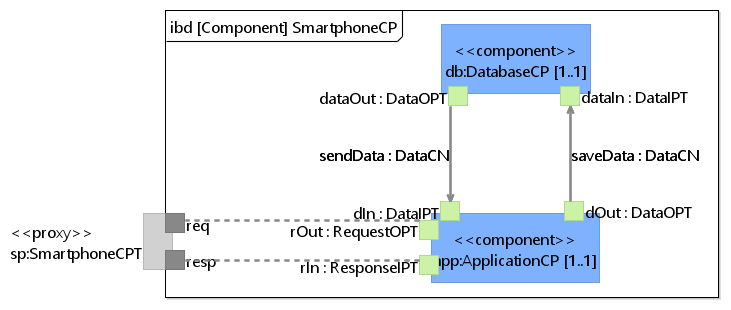 ibd [Component] SmartphoneCP
<<component>>
db:DatabaseCP [1..1]
dataOut : DataOPT
dataIn : DataIPT
sendData : DataCN
saveData : DataCN
dIn : DataIPT
dOut : DataOPT
<<proxy>>
sp:SmartphoneCPT
req
rOut : RequestOPT
<<component>>
app:ApplicationCP [1..1]
resp
rIn : ResponseIPT